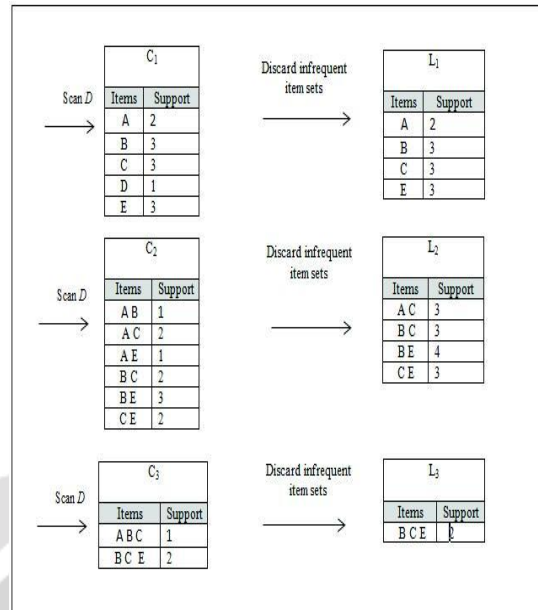 C1
Items Support
A 2
B 3
C 3
D 1
E 3
Scan D
Discard infrequent
item sets
L1
Items Support
A 2
B 3
C 3
E 3
C2
Items Support
A B 1
A C 2
A E 1
B C 2
B E 3
C E 2
Scan D
Discard infrequent
item sets
L2
Items Support
A C 3
B C 3
B E 4
C E 3
C3
Items Support
A B C 1
B C E 2
Scan D
Discard infrequent
item sets
L3
Items Support
B C E 2